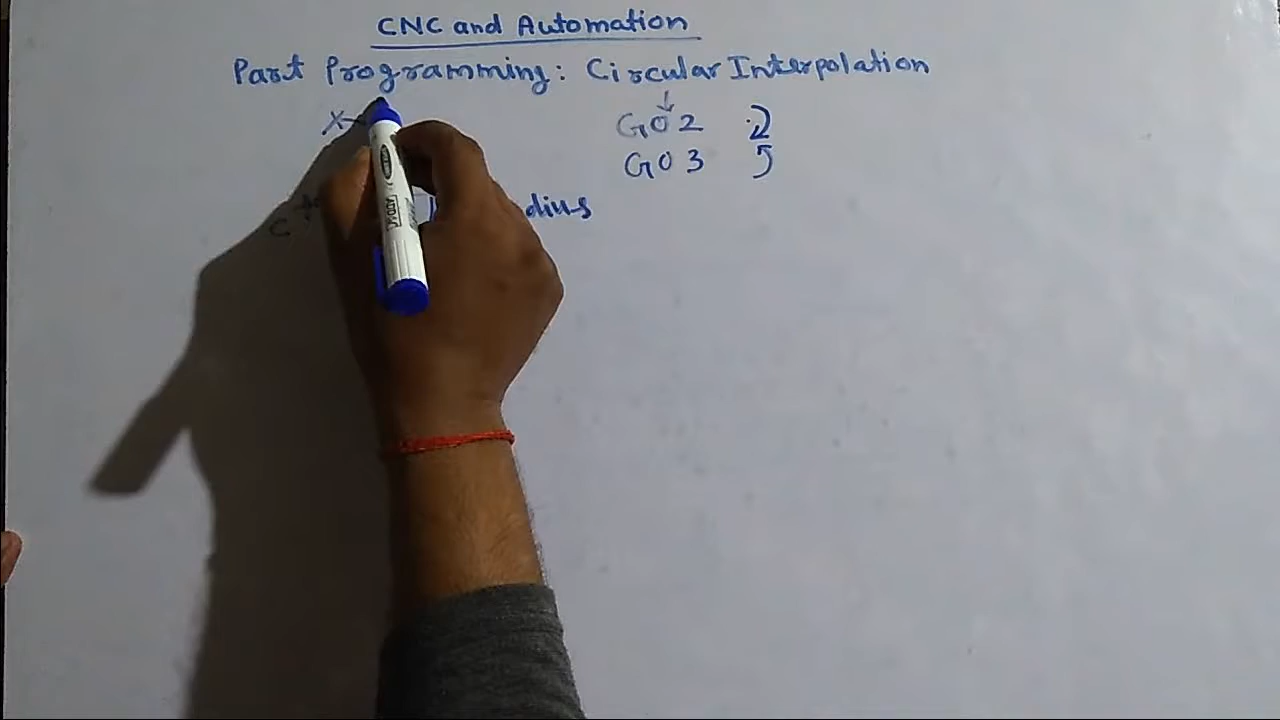 CNC and Automation
Part Programming: Circular Interpolation
X G02
G03